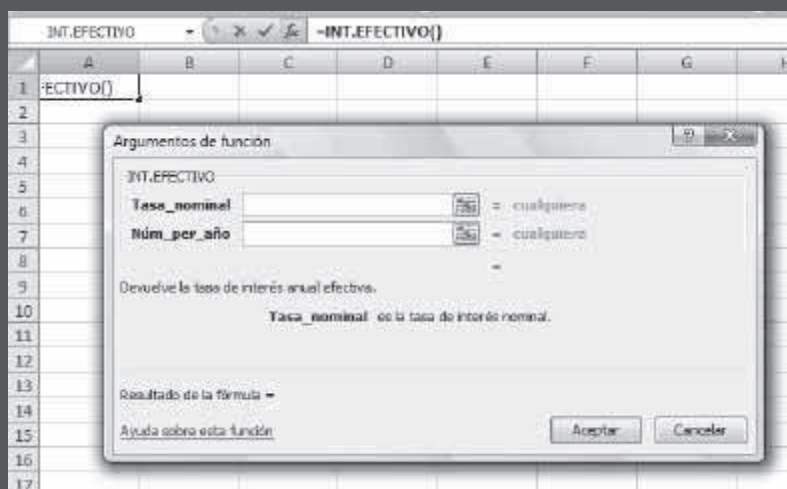 INT.EFECTIVO =INT.EFECTIVO()
A B C D E F G H
1 ECTIVO()
2
3
4
5
6
7
8
9
10
11
12
13
14
15
16
17
Argumentos de función
INT.EFECTIVO
Tasa_nominal = cualquiera
Núm_per_año = cualquiera
=
Devuelve la tasa de interés anual efectiva.
Tasa_nominal es la tasa de interés nominal.
Resultado de la fórmula =
Ayuda sobre esta función
Aceptar Cancelar